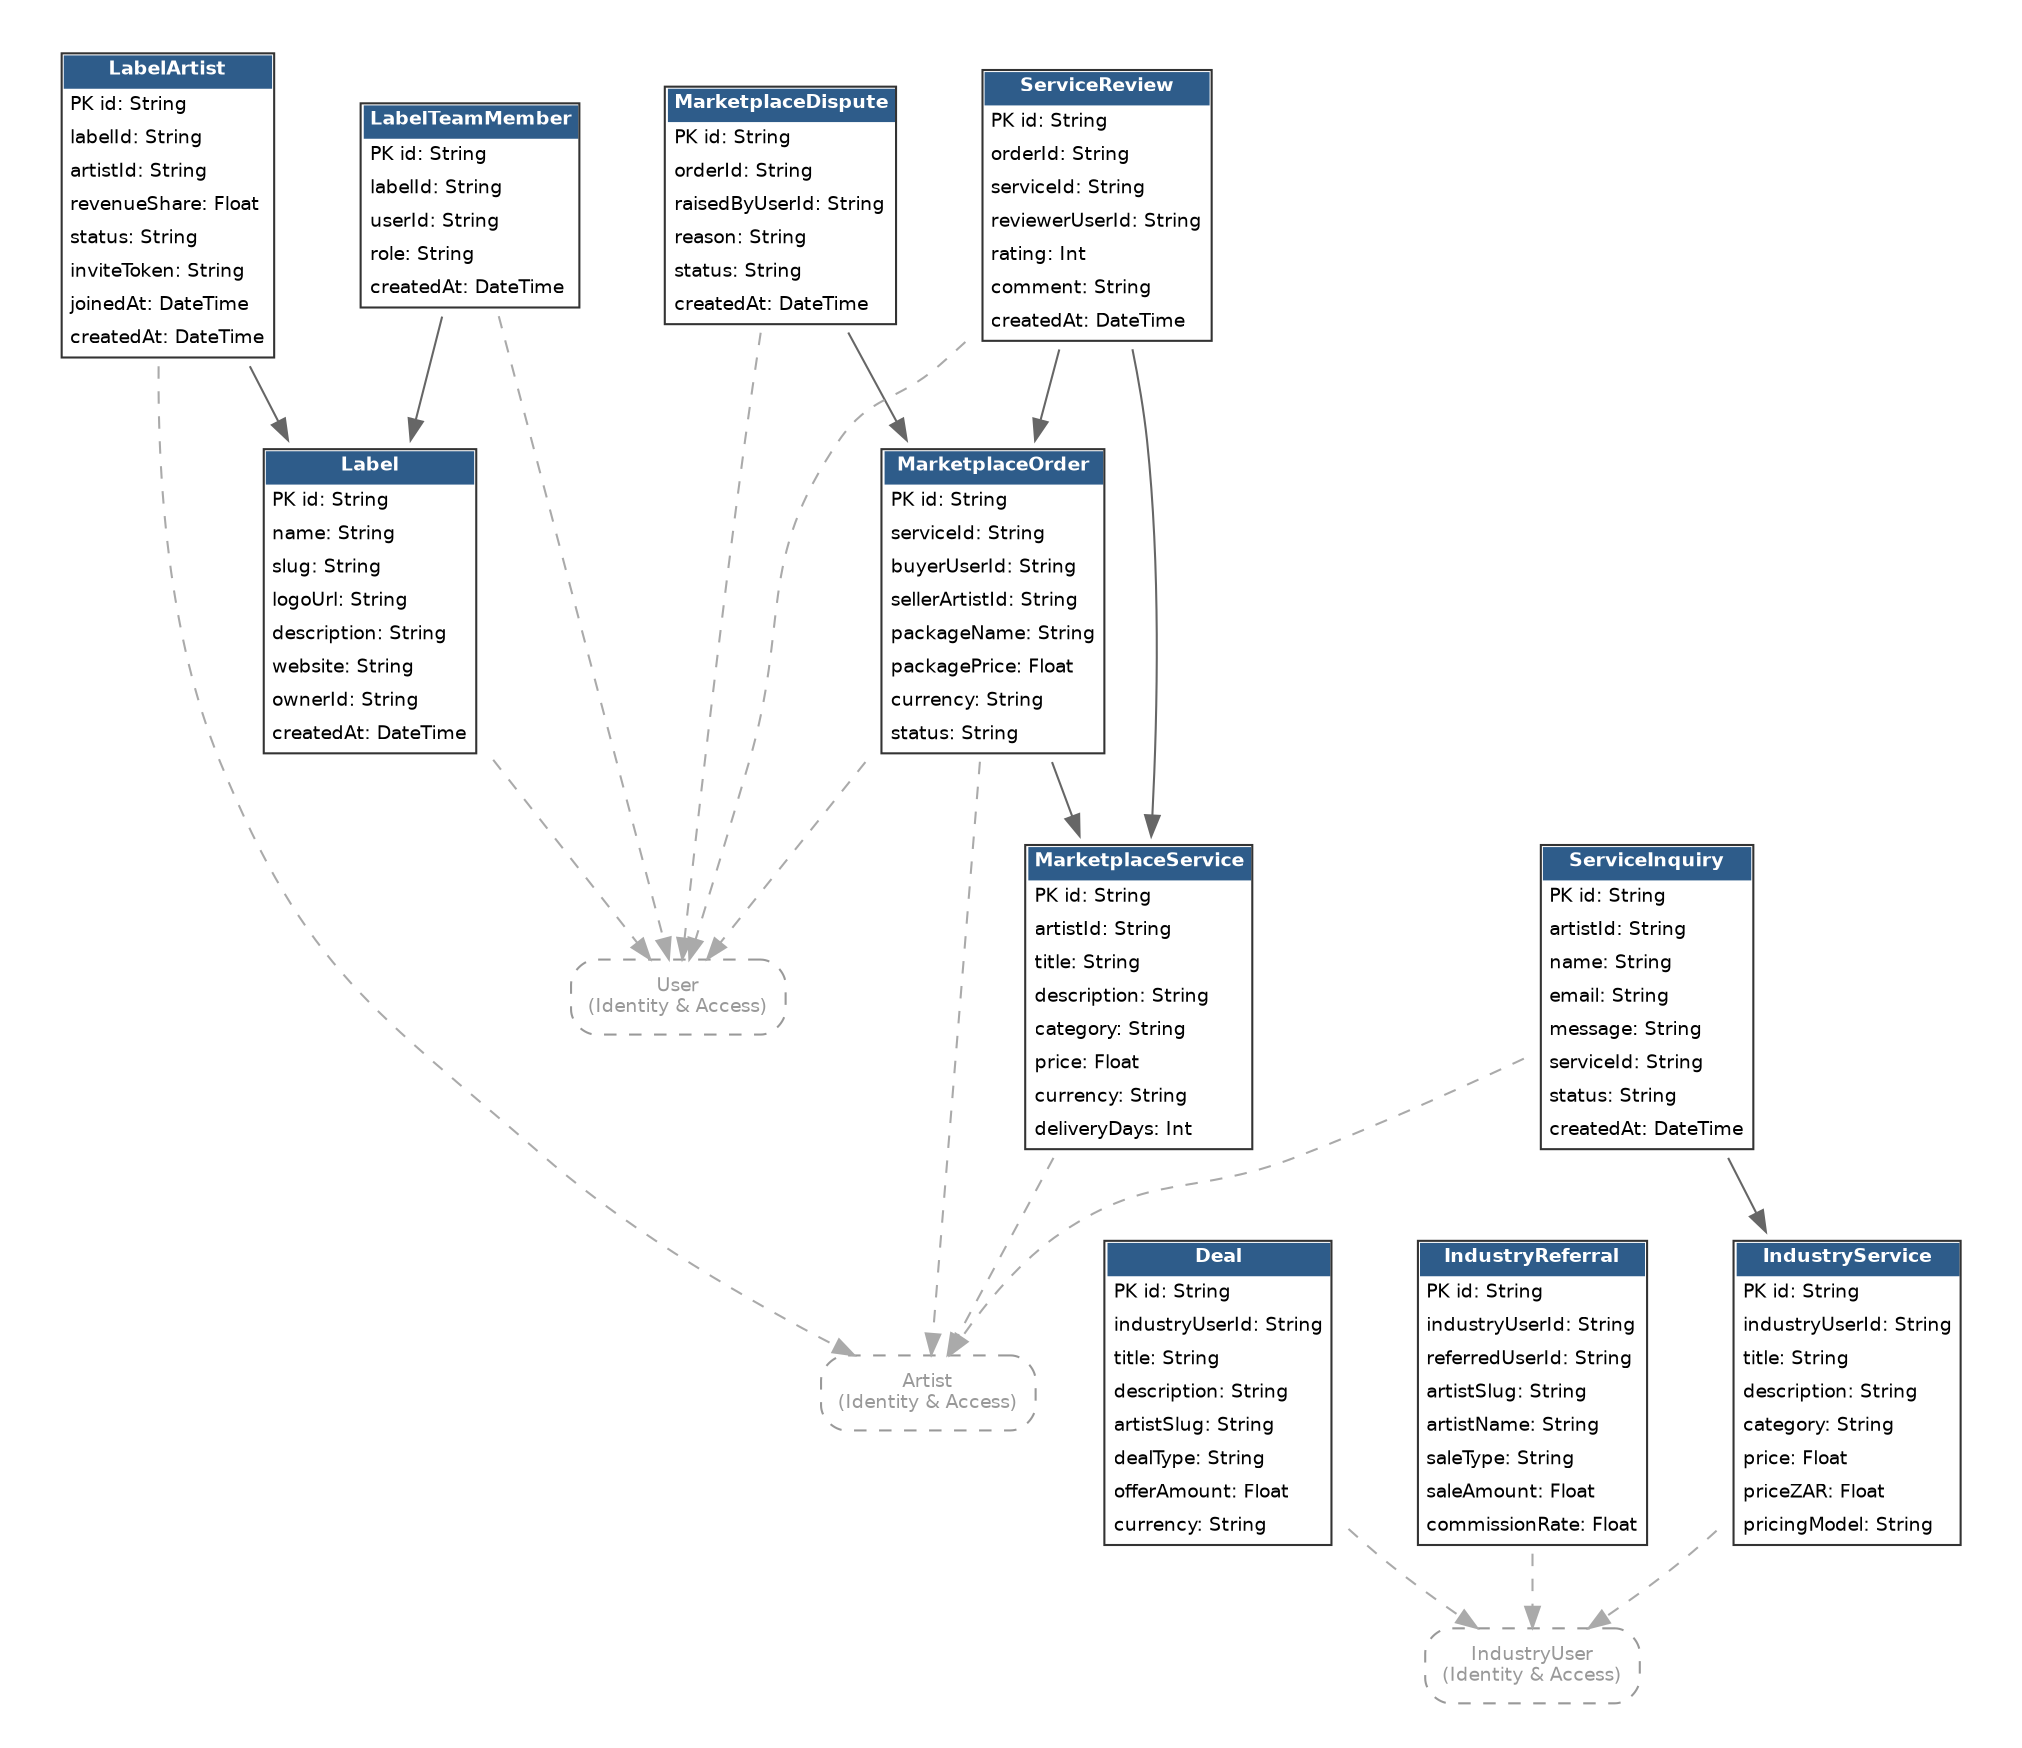 LabelArtist
PK id: String
labelId: String
artistId: String
revenueShare: Float
status: String
inviteToken: String
joinedAt: DateTime
createdAt: DateTime
LabelTeamMember
PK id: String
labelId: String
userId: String
role: String
createdAt: DateTime
MarketplaceDispute
PK id: String
orderId: String
raisedByUserId: String
reason: String
status: String
createdAt: DateTime
ServiceReview
PK id: String
orderId: String
serviceId: String
reviewerUserId: String
rating: Int
comment: String
createdAt: DateTime
Label
PK id: String
name: String
slug: String
logoUrl: String
description: String
website: String
ownerId: String
createdAt: DateTime
MarketplaceOrder
PK id: String
serviceId: String
buyerUserId: String
sellerArtistId: String
packageName: String
packagePrice: Float
currency: String
status: String
User
(Identity & Access)
MarketplaceService
PK id: String
artistId: String
title: String
description: String
category: String
price: Float
currency: String
deliveryDays: Int
ServiceInquiry
PK id: String
artistId: String
name: String
email: String
message: String
serviceId: String
status: String
createdAt: DateTime
Artist
(Identity & Access)
Deal
PK id: String
industryUserId: String
title: String
description: String
artistSlug: String
dealType: String
offerAmount: Float
currency: String
IndustryReferral
PK id: String
industryUserId: String
referredUserId: String
artistSlug: String
artistName: String
saleType: String
saleAmount: Float
commissionRate: Float
IndustryService
PK id: String
industryUserId: String
title: String
description: String
category: String
price: Float
priceZAR: Float
pricingModel: String
IndustryUser
(Identity & Access)